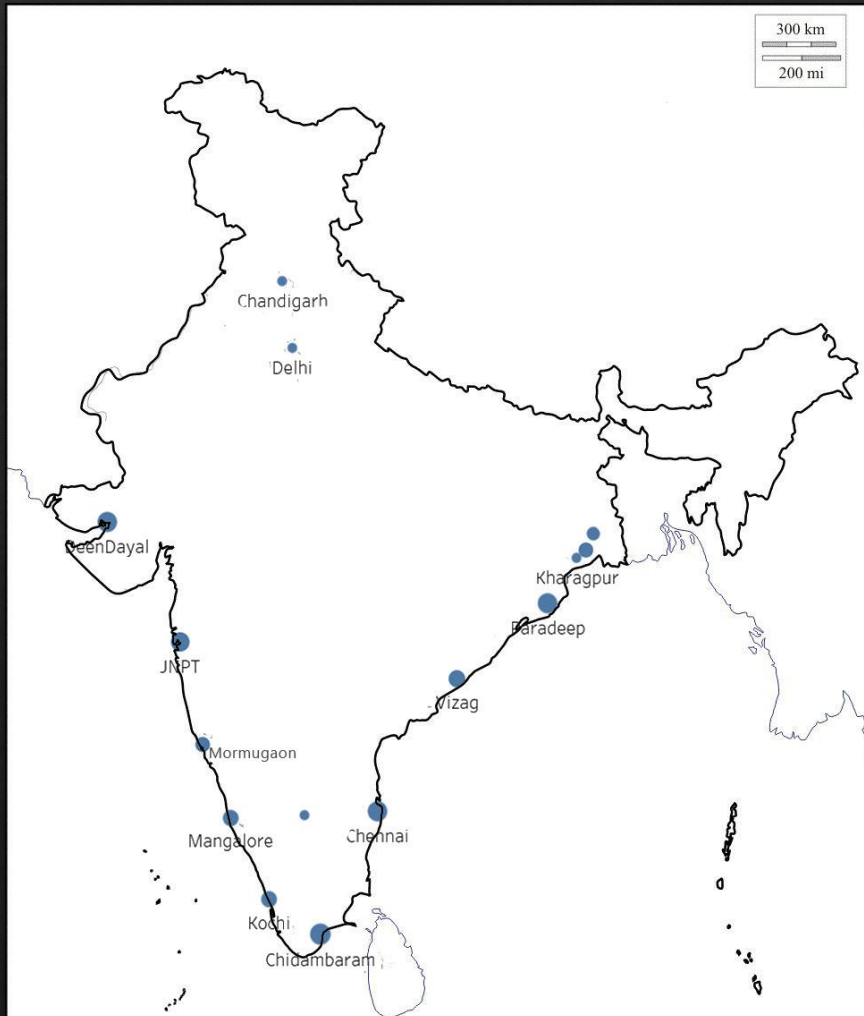 300 km
200 mi
Chandigarh
Delhi
DeenDayal
Kharagpur
Paradeep
JNPT
Vizag
Mormugaon
Mangalore
Chennai
Kochi
Chidambaram